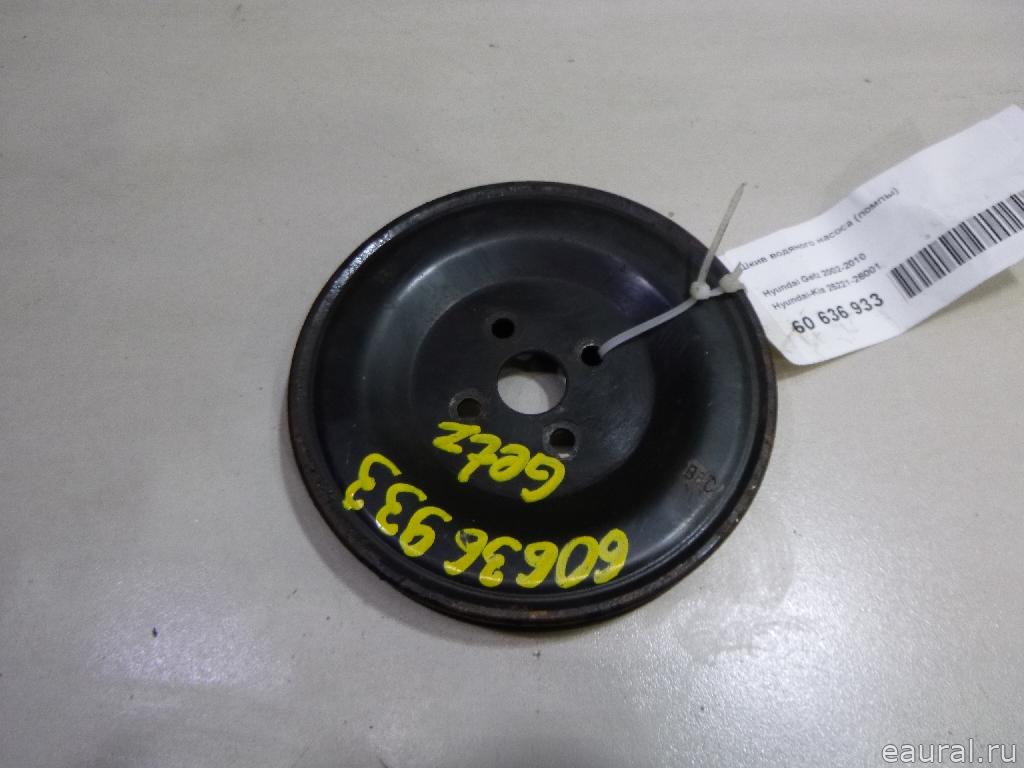 Шкив водяного насоса (помпы)
Hyundai Getz 2002-2010
Hyundai-Kia 25221-26001
60 636 933
Getz
60636933
eaural.ru